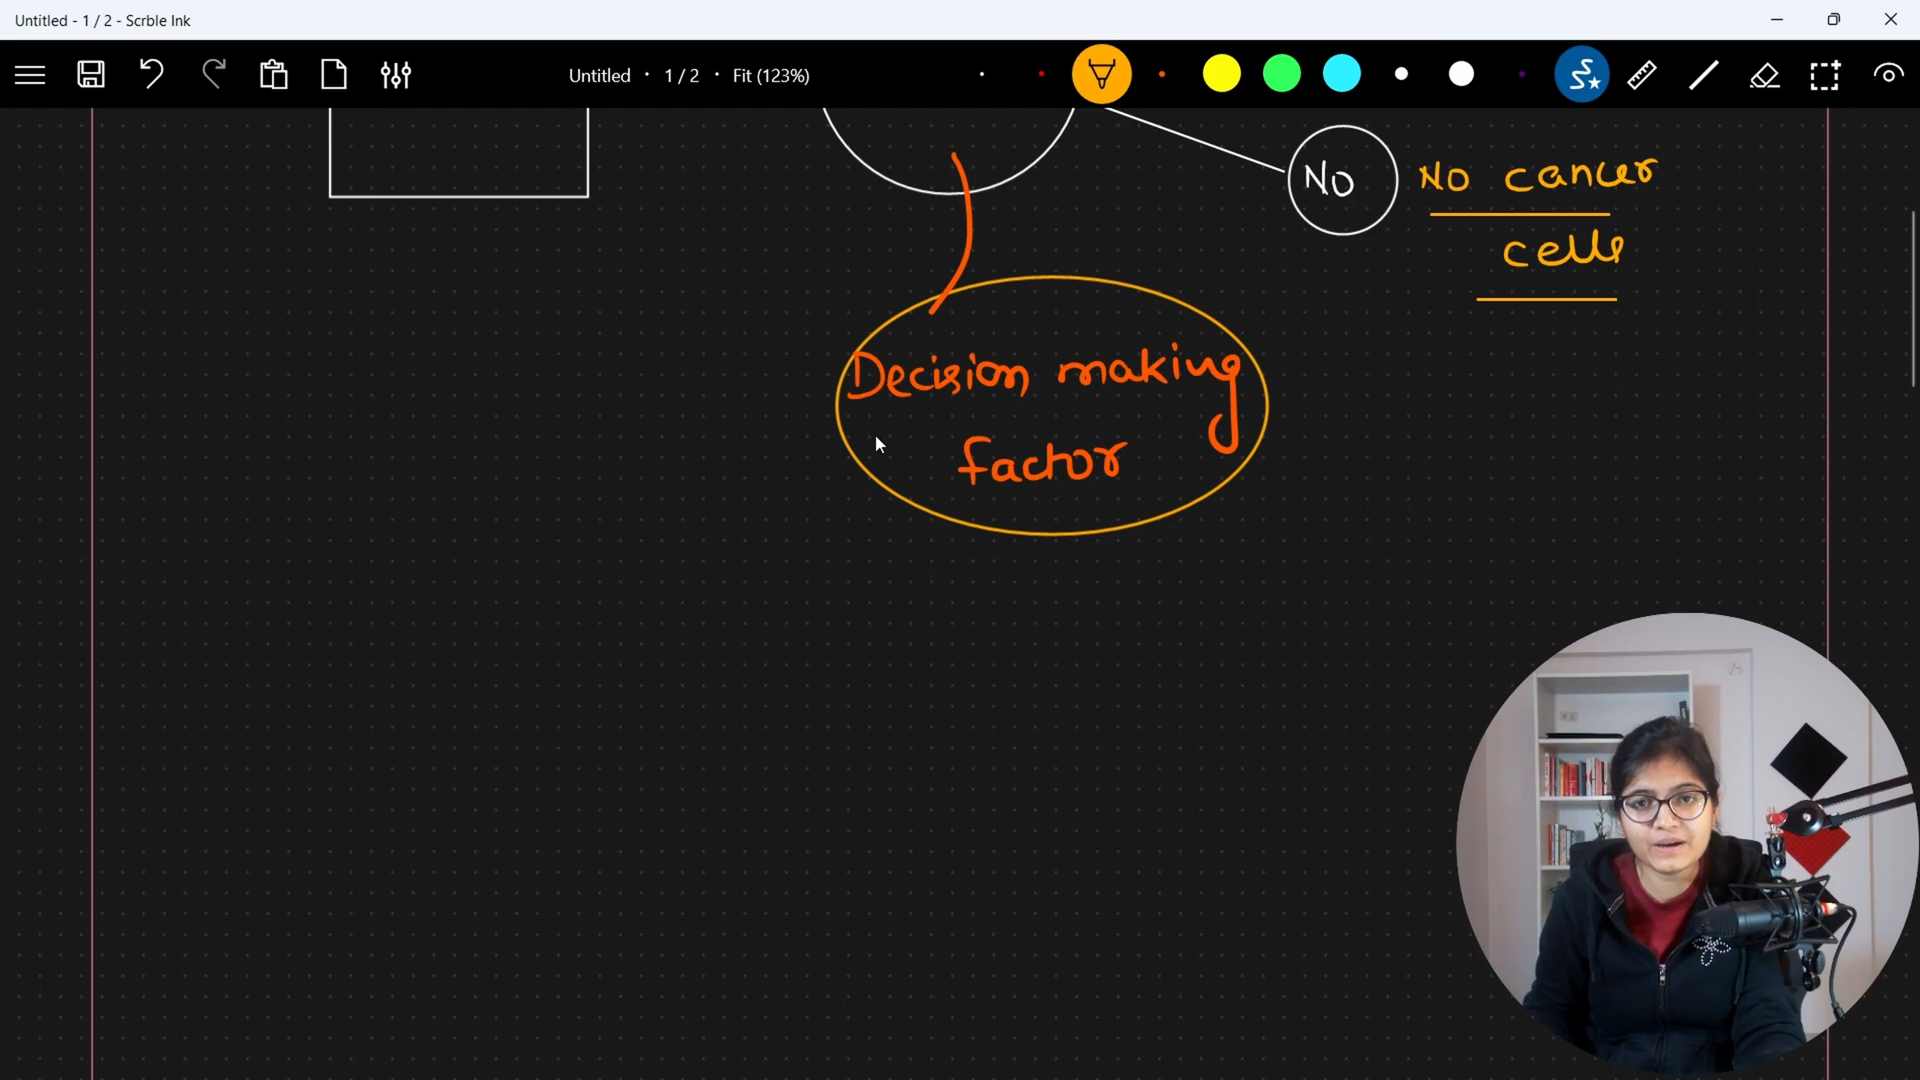 Untitled - 1 / 2 - Scrble Ink
Untitled • 1 / 2 • Fit (123%)
No
No cancer
cells
Decision making
factor